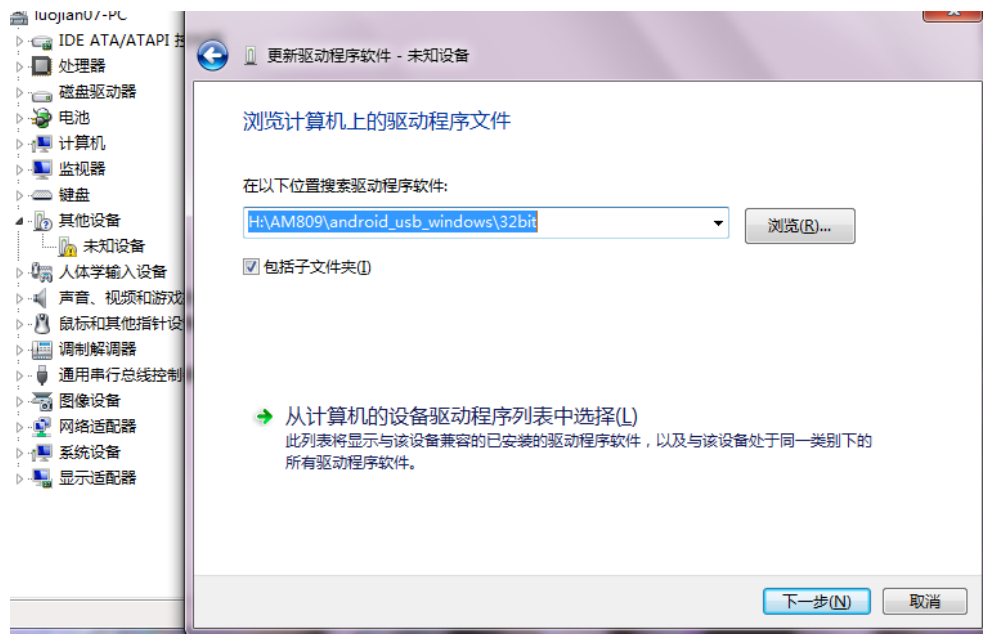 luojian07-PC
IDE ATA/ATAPI 控
处理器
磁盘驱动器
电池
计算机
监视器
键盘
其他设备
未知设备
人体学输入设备
声音、视频和游戏
鼠标和其他指针设
调制解调器
通用串行总线控制
图像设备
网络适配器
系统设备
显示适配器
更新驱动程序软件 - 未知设备
浏览计算机上的驱动程序文件
在以下位置搜索驱动程序软件:
H:\AM809\android_usb_windows\32bit
浏览(R)...
包括子文件夹(I)
从计算机的设备驱动程序列表中选择(L)
此列表将显示与该设备兼容的已安装的驱动程序软件，以及与该设备处于同一类别下的
所有驱动程序软件。
下一步(N)
取消